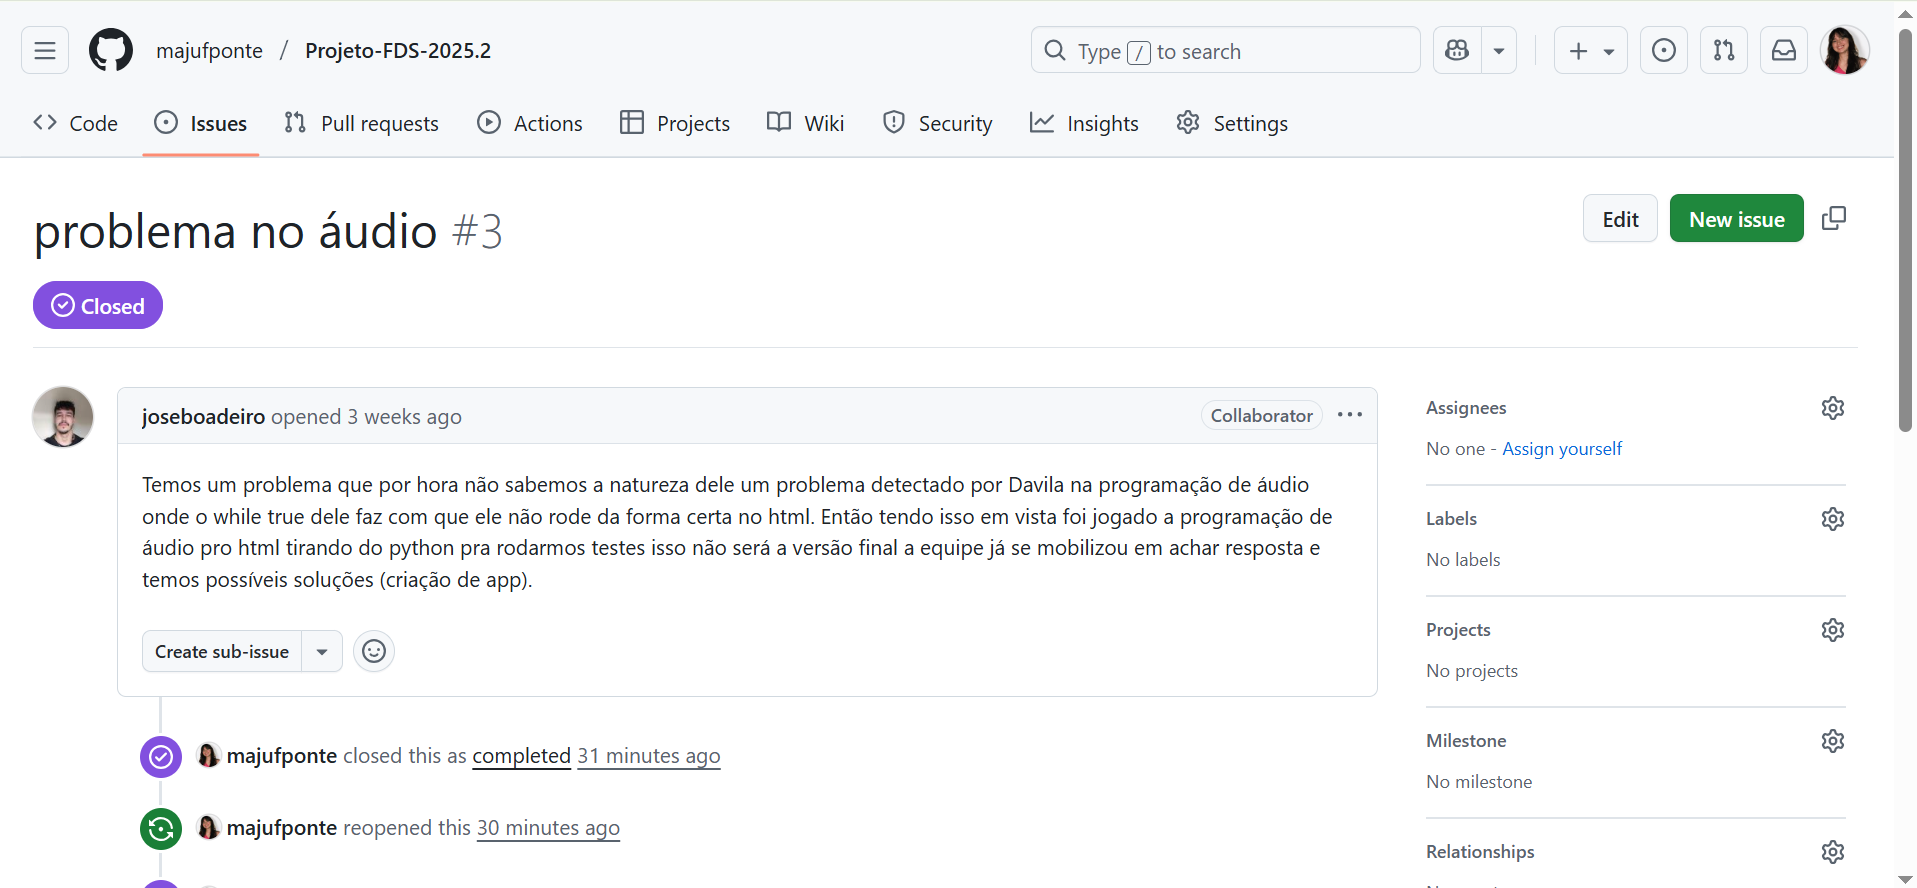 majufponte / Projeto-FDS-2025.2
Type / to search
Code
Issues
Pull requests
Actions
Projects
Wiki
Security
Insights
Settings
problema no áudio #3
Edit
New issue
Closed
joseboadeiro opened 3 weeks ago
Collaborator
Temos um problema que por hora não sabemos a natureza dele um problema detectado por Davila na programação de áudio
onde o while true dele faz com que ele não rode da forma certa no html. Então tendo isso em vista foi jogado a programação de
áudio pro html tirando do python pra rodarmos testes isso não será a versão final a equipe já se mobilizou em achar resposta e
temos possíveis soluções (criação de app).
Create sub-issue
majufponte closed this as completed 31 minutes ago
majufponte reopened this 30 minutes ago
Assignees
No one - Assign yourself
Labels
No labels
Projects
No projects
Milestone
No milestone
Relationships